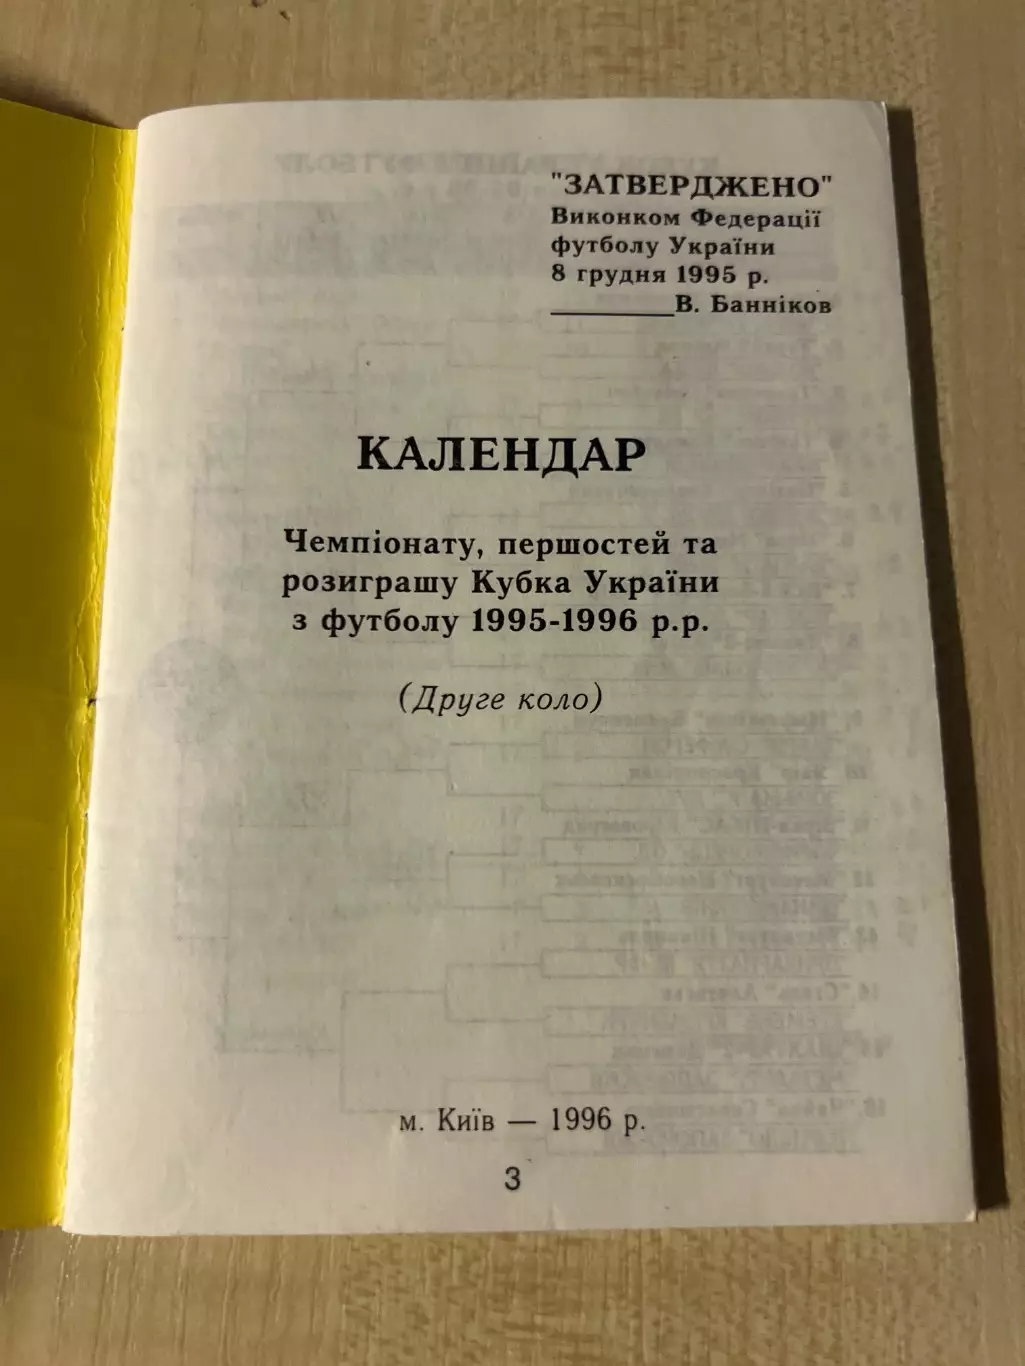 "ЗАТВЕРДЖЕНО"
Виконком Федерації
футболу України
8 грудня 1995 р.
_________В. Банніков
КАЛЕНДАР
Чемпіонату, першостей та
розиграшу Кубка України
з футболу 1995-1996 р.р.
(Друге коло)
м. Київ — 1996 р.
3